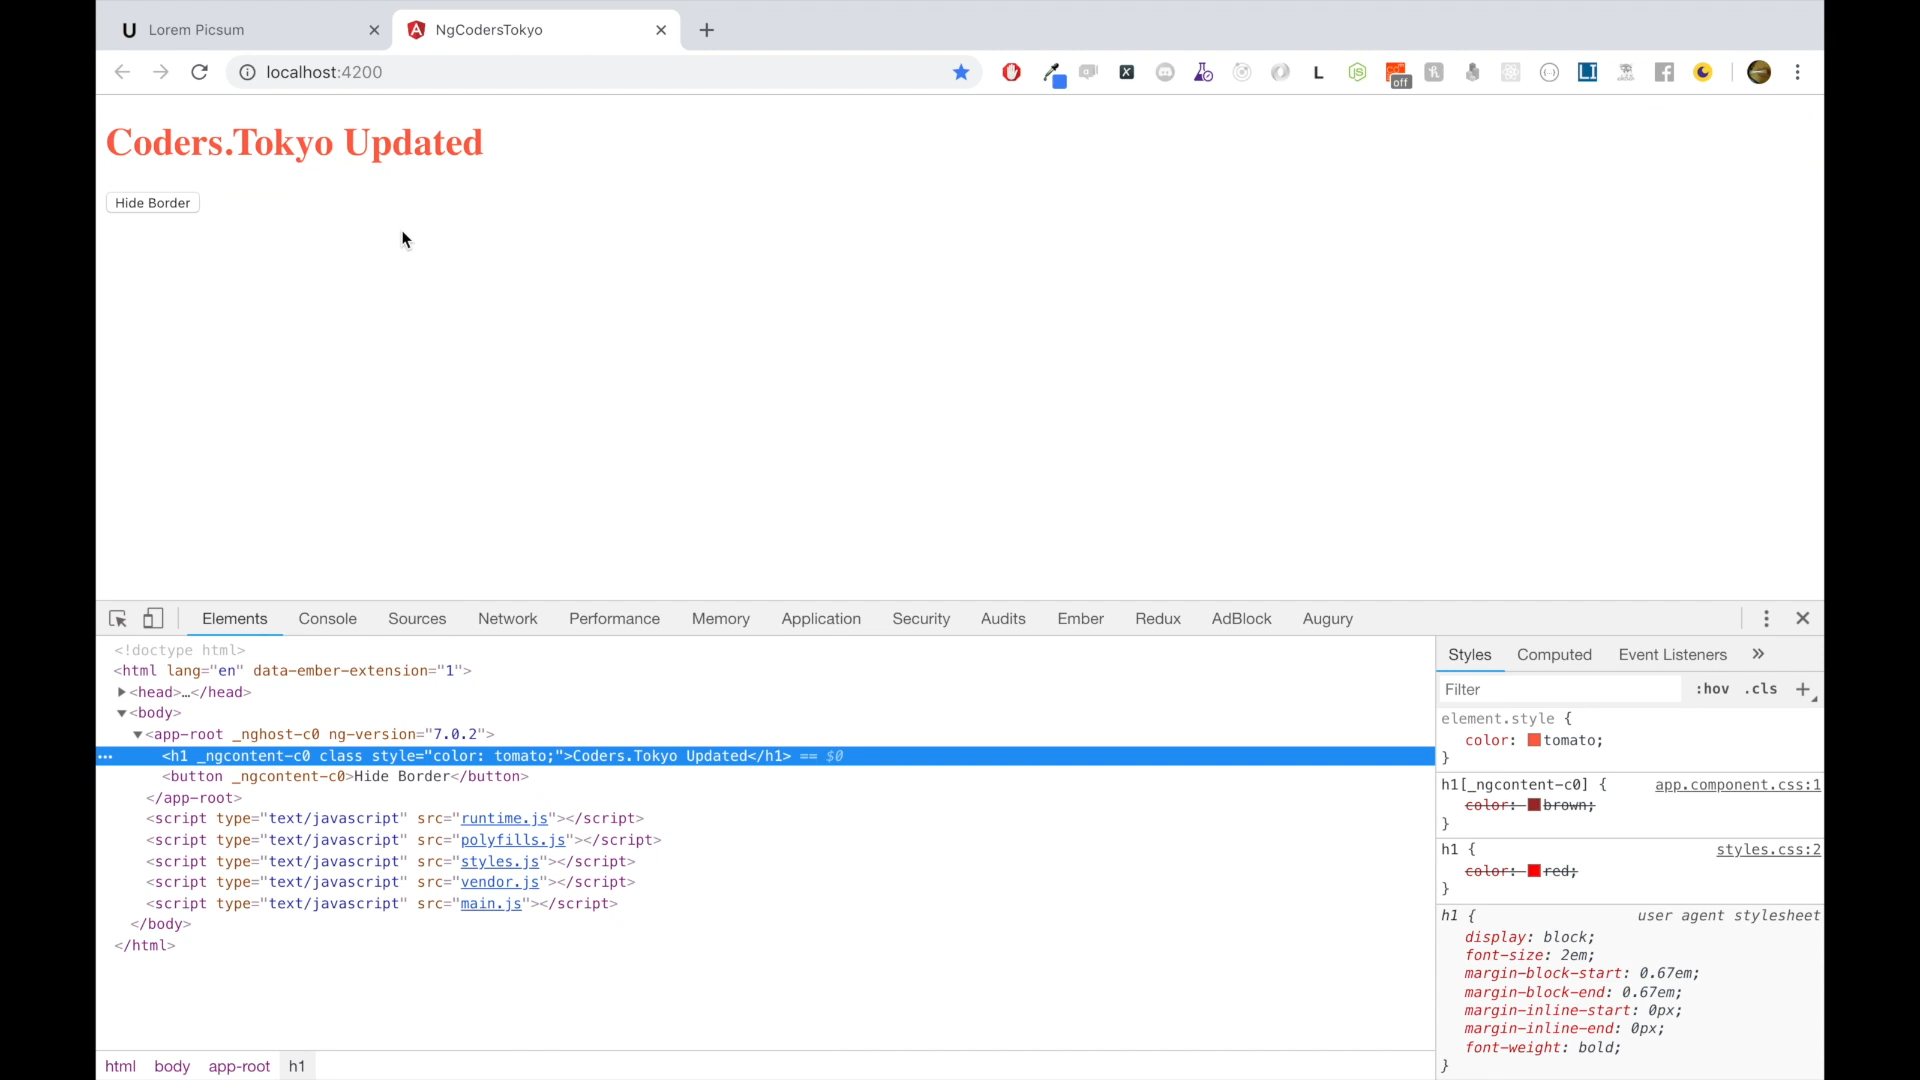 Lorem Picsum
NgCodersTokyo
localhost:4200
off
Coders.Tokyo Updated
Hide Border
Elements Console Sources Network Performance Memory Application Security Audits Ember Redux AdBlock Augury
<!doctype html>
<html lang="en" data-ember-extension="1">
<head>…</head>
<body>
<app-root _nghost-c0 ng-version="7.0.2">
<h1 _ngcontent-c0 class style="color: tomato;">Coders.Tokyo Updated</h1> == $0
<button _ngcontent-c0>Hide Border</button>
</app-root>
<script type="text/javascript" src="runtime.js"></script>
<script type="text/javascript" src="polyfills.js"></script>
<script type="text/javascript" src="styles.js"></script>
<script type="text/javascript" src="vendor.js"></script>
<script type="text/javascript" src="main.js"></script>
</body>
</html>
html body app-root h1
Styles Computed Event Listeners »
Filter :hov .cls +
element.style {
color: tomato;
}
h1[_ngcontent-c0] { app.component.css:1
color: brown;
}
h1 { styles.css:2
color: red;
}
h1 { user agent stylesheet
display: block;
font-size: 2em;
margin-block-start: 0.67em;
margin-block-end: 0.67em;
margin-inline-start: 0px;
margin-inline-end: 0px;
font-weight: bold;
}